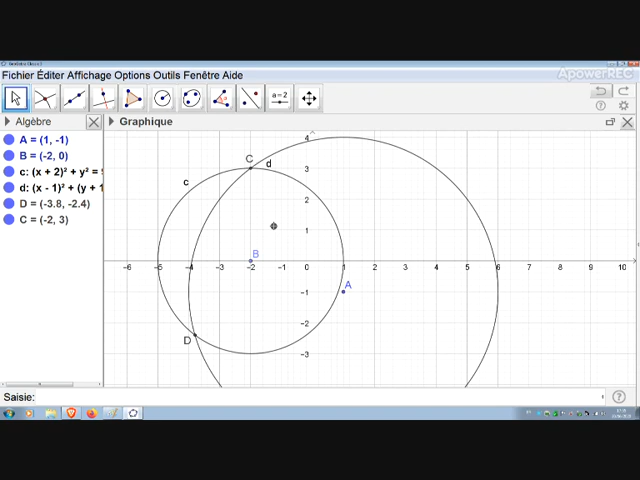 ApowerREC
Fichier Éditer Affichage Options Outils Fenêtre Aide
a=2
Algèbre
Graphique
A = (1, -1)
B = (-2, 0)
c: (x + 2)² + y² =
d: (x - 1)² + (y + 1
D = (-3.8, -2.4)
C = (-2, 3)
4
C
d
3
c
2
1
B
-6 -5 -4 -3 -2 -1 0 1 2 3 4 5 6 7 8 9 10
A
-1
-2
D
-3
Saisie: